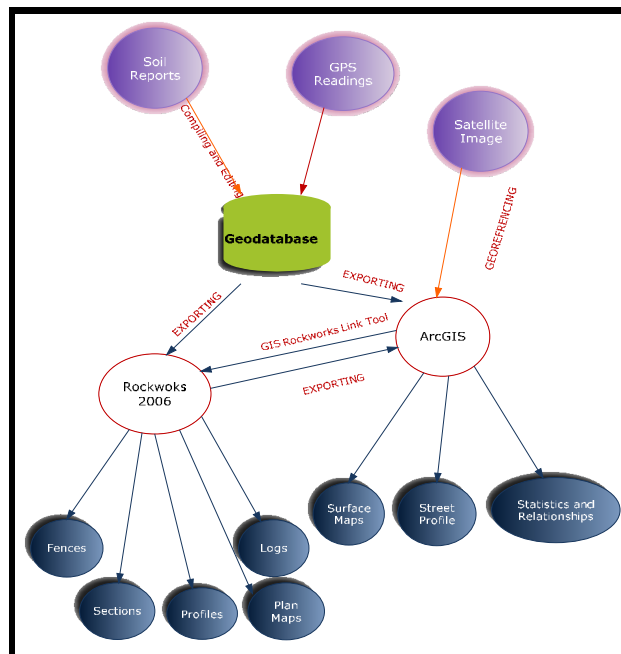 Soil
Reports
GPS
Readings
Satellite
Image
Compiling and Editing
GEOREFRENCING
Geodatabase
EXPORTING
EXPORTING
GIS Rockworks Link Tool
ArcGIS
EXPORTING
Rockwoks
2006
Surface
Maps
Street
Profile
Statistics and
Relationships
Fences
Logs
Sections
Profiles
Plan
Maps